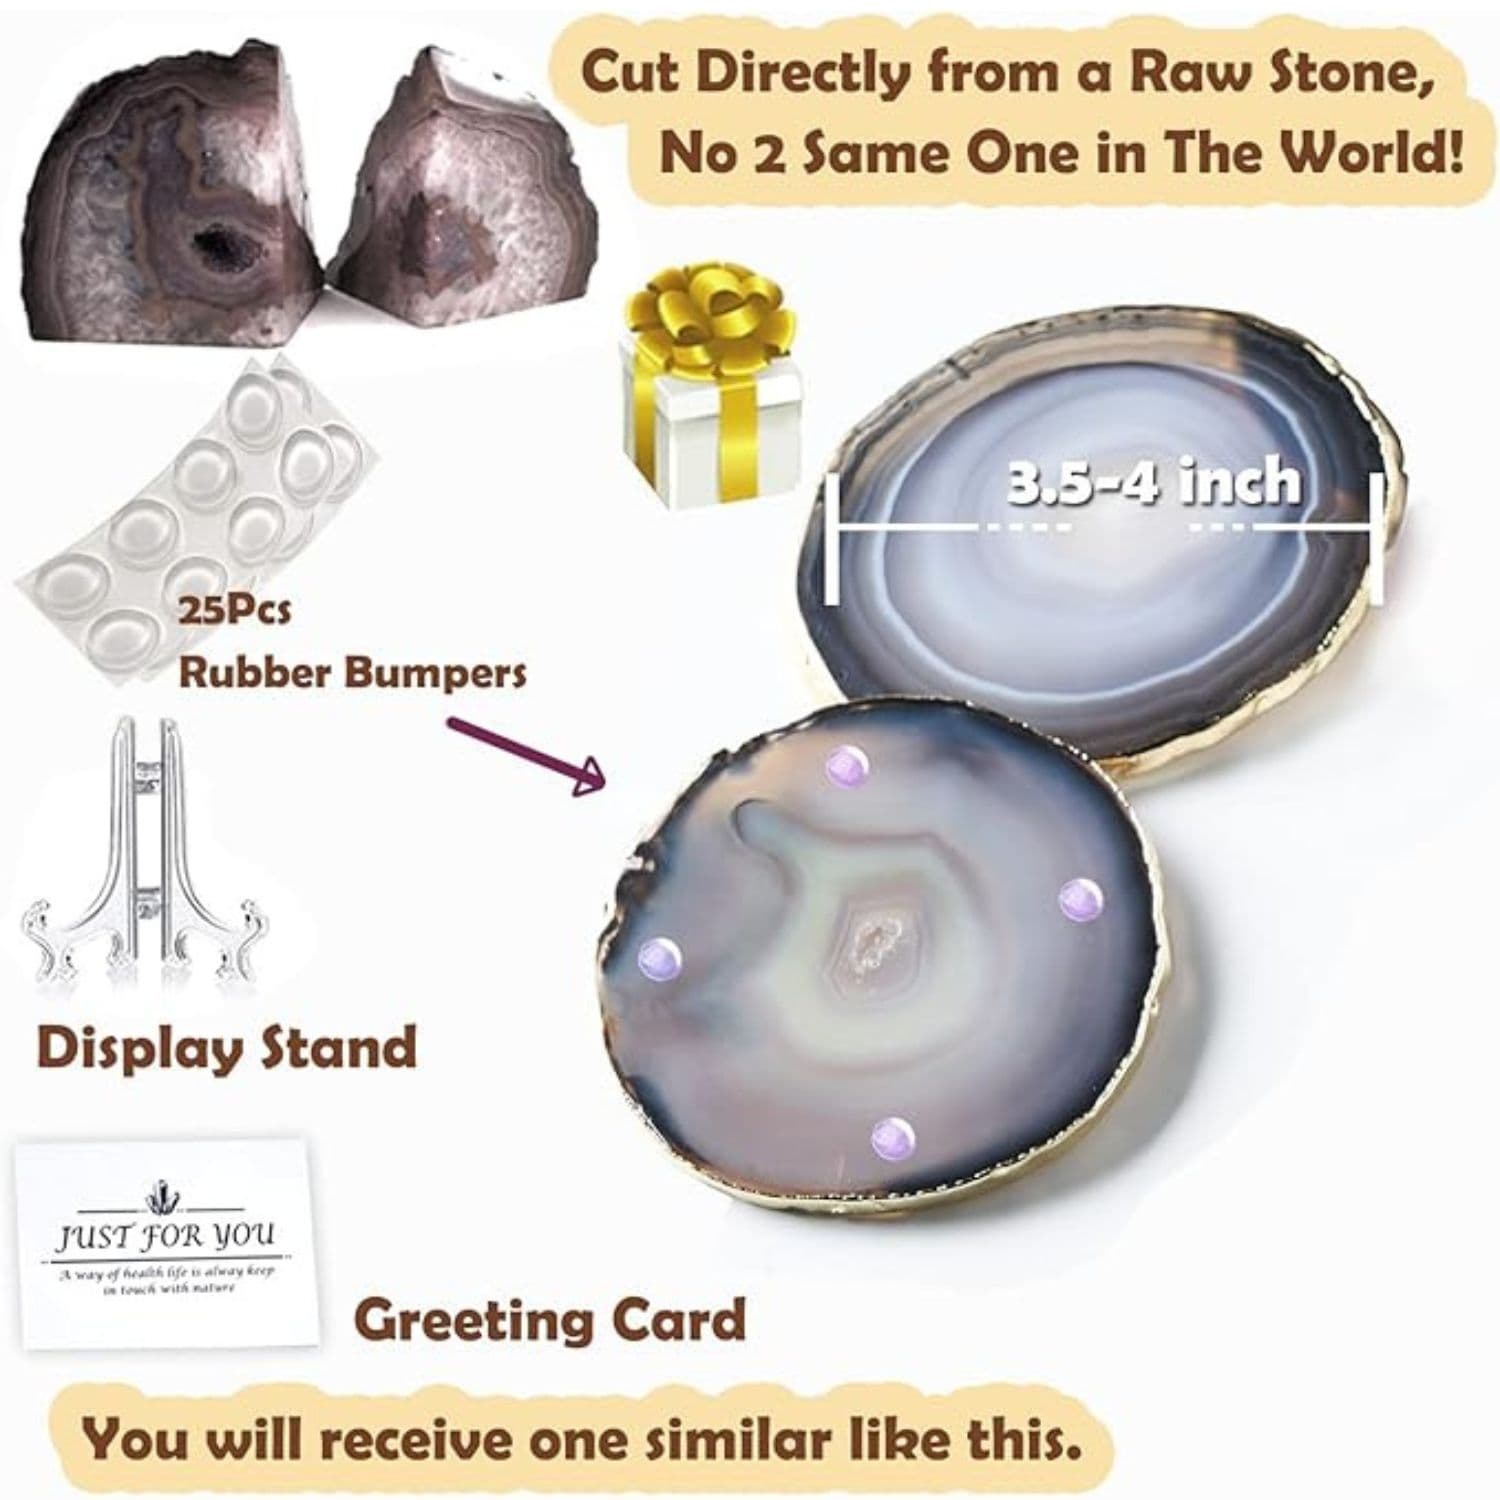 Cut Directly from a Raw Stone,
No 2 Same One in The World!
3.5-4 inch
25Pcs
Rubber Bumpers
Display Stand
JUST FOR YOU
A way of health life is alway keep
in touch with nature
Greeting Card
You will receive one similar like this.